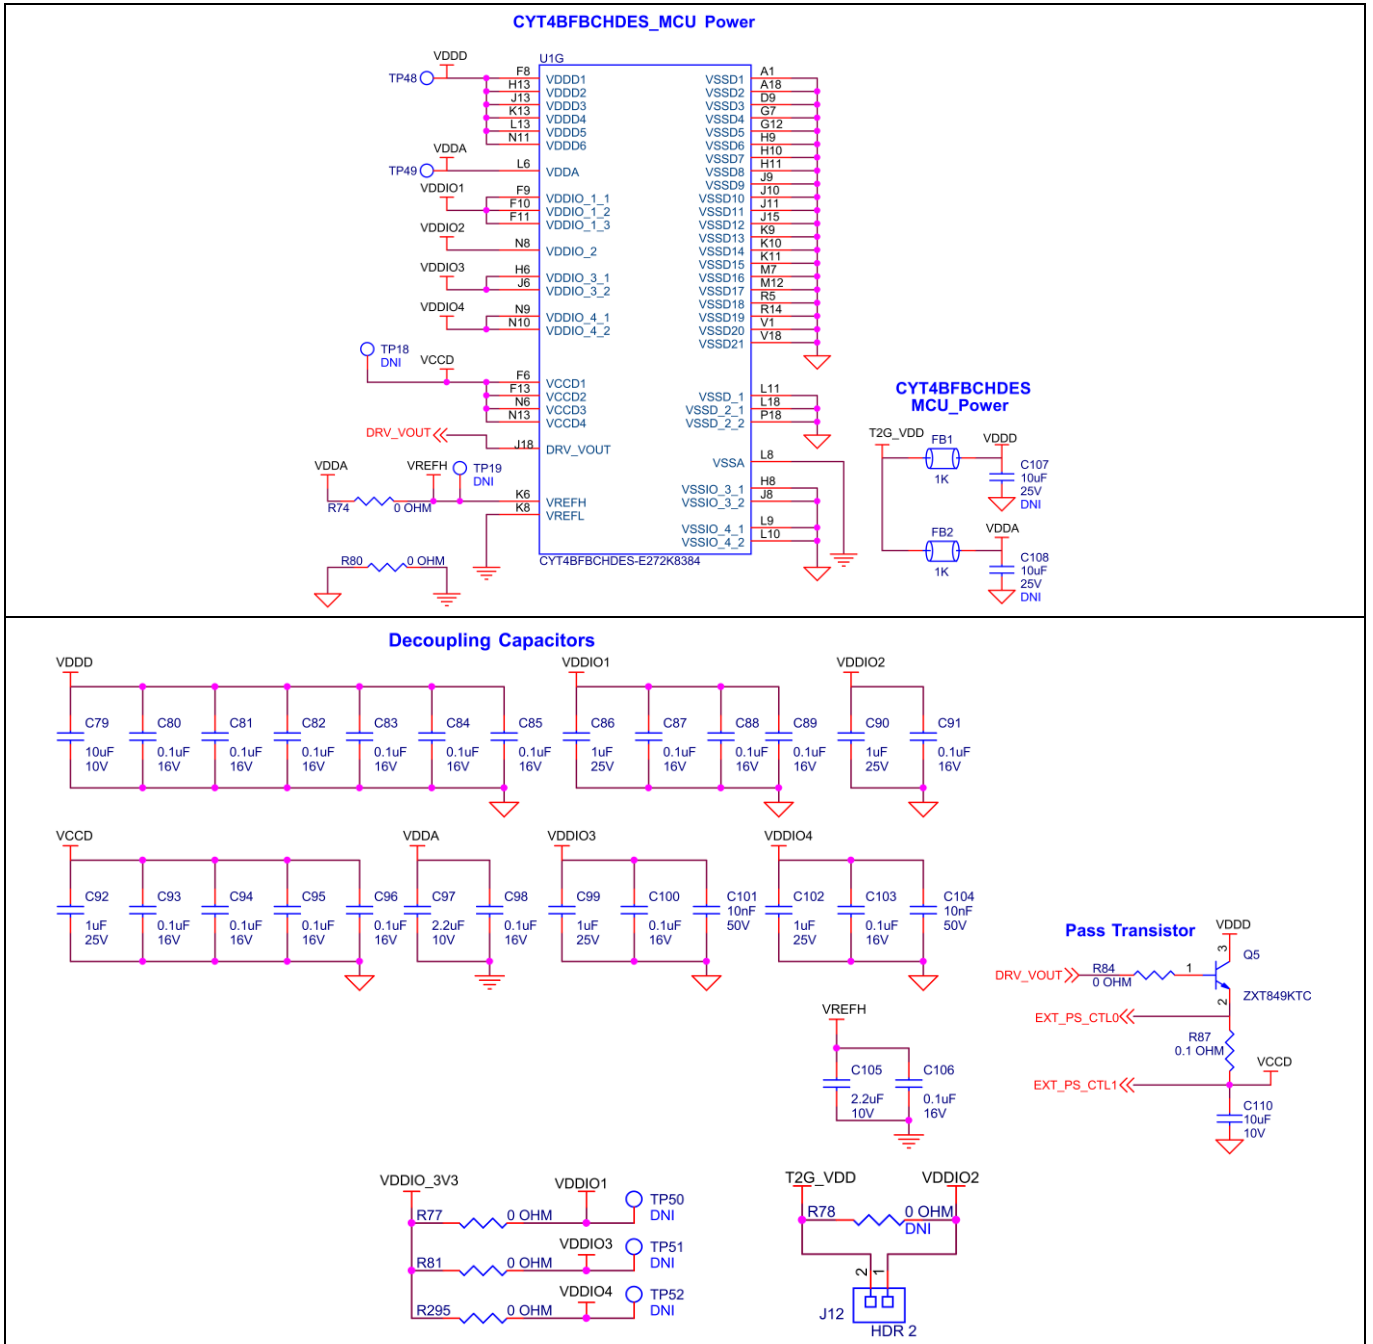 CYT4BFBCHDES_MCU Power
U1G
VDDD
TP48
F8 VDDD1
H13 VDDD2
J13 VDDD3
K13 VDDD4
L13 VDDD5
N11 VDDD6
VDDA
TP49
L6 VDDA
VDDIO1
F9 VDDIO_1_1
F10 VDDIO_1_2
F11 VDDIO_1_3
VDDIO2
N8 VDDIO_2
VDDIO3
H6 VDDIO_3_1
J6 VDDIO_3_2
VDDIO4
N9 VDDIO_4_1
N10 VDDIO_4_2
TP18
DNI
VCCD
F6 VCCD1
F13 VCCD2
N6 VCCD3
N13 VCCD4
DRV_VOUT
J18 DRV_VOUT
VDDA
VREFH
TP19
DNI
R74 0 OHM
K6 VREFH
K8 VREFL
R80 0 OHM
CYT4BFBCHDES-E272K8384
VSSD1 A1
VSSD2 A18
VSSD3 D9
VSSD4 G7
VSSD5 G12
VSSD6 H9
VSSD7 H10
VSSD8 H11
VSSD9 J9
VSSD10 J10
VSSD11 J11
VSSD12 J15
VSSD13 K9
VSSD14 K10
VSSD15 K11
VSSD16 M7
VSSD17 M12
VSSD18 R5
VSSD19 R14
VSSD20 V1
VSSD21 V18
VSSD_1 L11
VSSD_2_1 L18
VSSD_2_2 P18
VSSA L8
VSSIO_3_1 H8
VSSIO_3_2 J8
VSSIO_4_1 L9
VSSIO_4_2 L10
CYT4BFBCHDES
MCU_Power
T2G_VDD
FB1
1K
VDDD
C107
10uF
25V
DNI
FB2
1K
VDDA
C108
10uF
25V
DNI
Decoupling Capacitors
VDDD
C79
10uF
10V
C80
0.1uF
16V
C81
0.1uF
16V
C82
0.1uF
16V
C83
0.1uF
16V
C84
0.1uF
16V
C85
0.1uF
16V
VDDIO1
C86
1uF
25V
C87
0.1uF
16V
C88
0.1uF
16V
C89
0.1uF
16V
VDDIO2
C90
1uF
25V
C91
0.1uF
16V
VCCD
C92
1uF
25V
C93
0.1uF
16V
C94
0.1uF
16V
C95
0.1uF
16V
C96
0.1uF
16V
VDDA
C97
2.2uF
10V
C98
0.1uF
16V
VDDIO3
C99
1uF
25V
C100
0.1uF
16V
C101
10nF
50V
VDDIO4
C102
1uF
25V
C103
0.1uF
16V
C104
10nF
50V
Pass Transistor
VDDD
3
Q5
DRV_VOUT
R84
0 OHM
1
ZXT849KTC
2
EXT_PS_CTL0
R87
0.1 OHM
VCCD
EXT_PS_CTL1
C110
10uF
10V
VREFH
C105
2.2uF
10V
C106
0.1uF
16V
VDDIO_3V3
R77 0 OHM
VDDIO1
TP50
DNI
R81 0 OHM
VDDIO3
TP51
DNI
R295 0 OHM
VDDIO4
TP52
DNI
T2G_VDD
VDDIO2
R78 0 OHM
DNI
2 1
J12
HDR 2